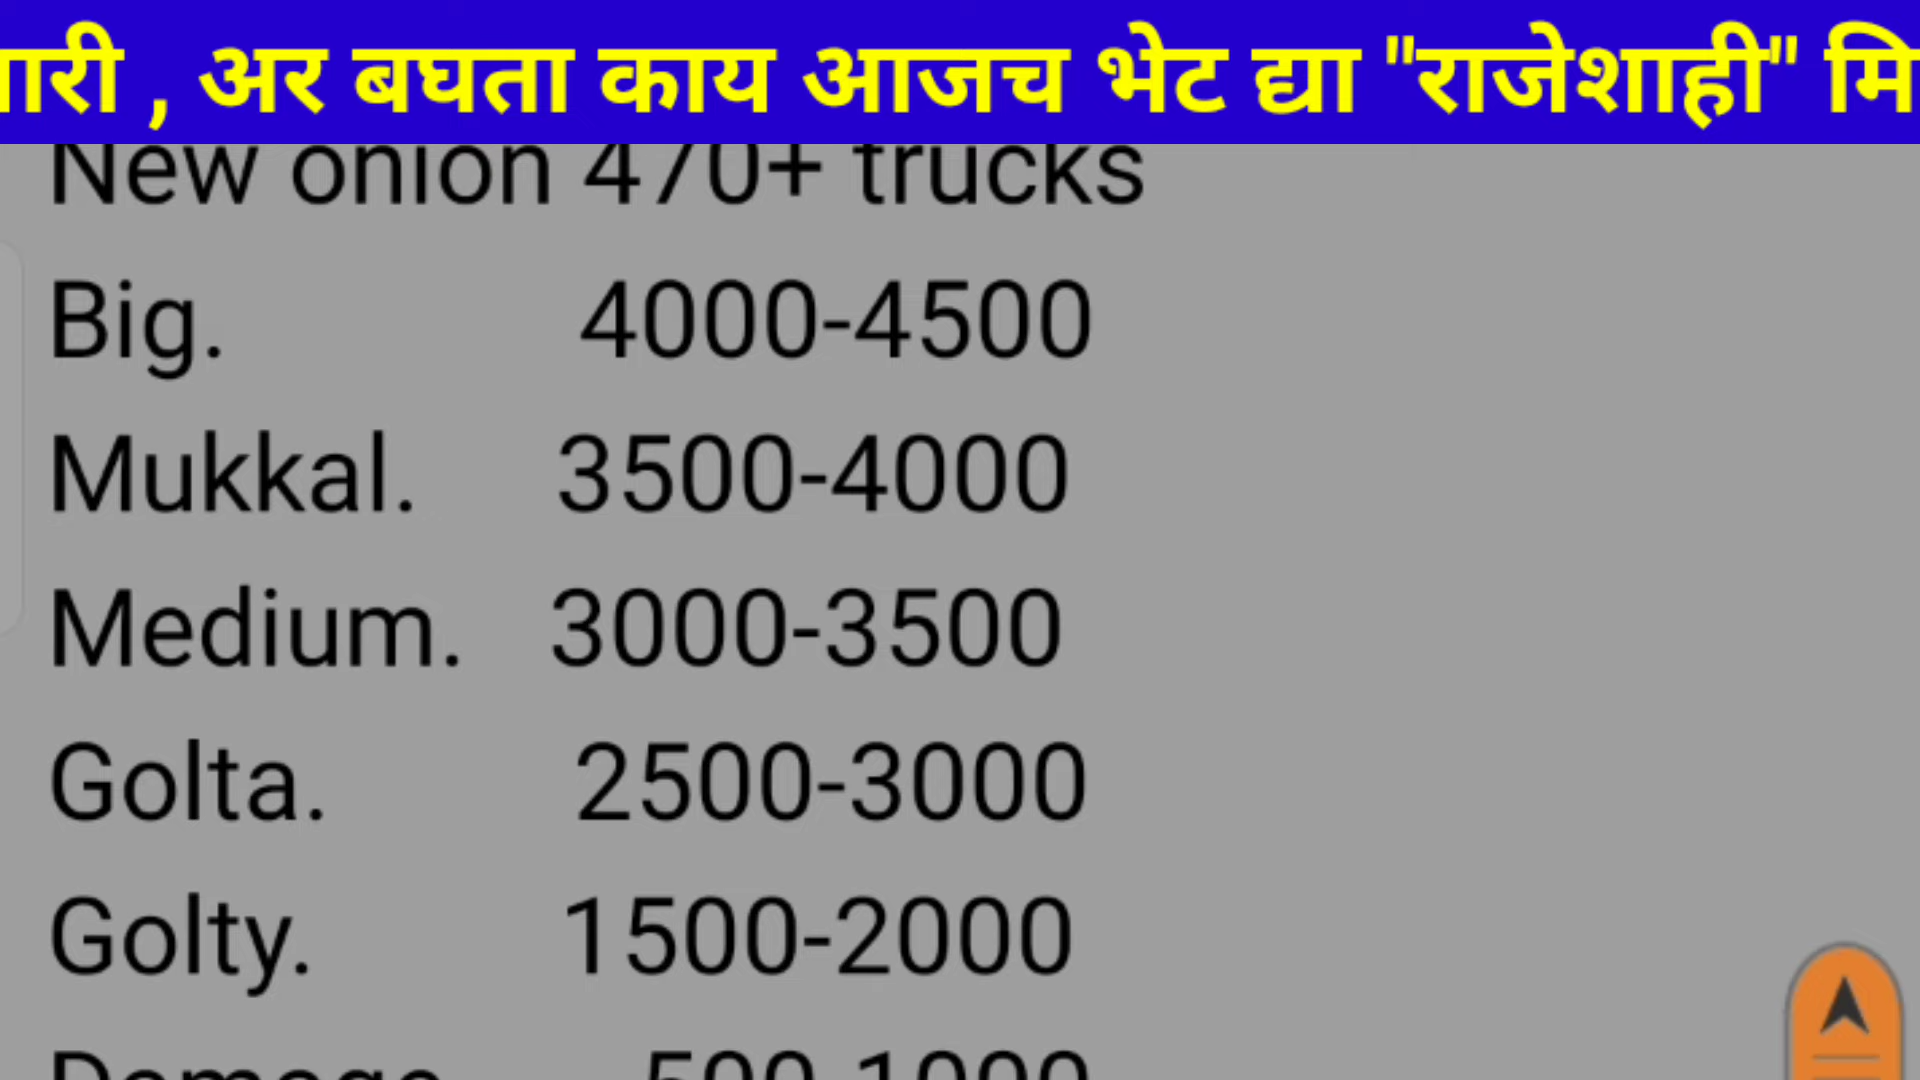 , अर बघता काय आजच भेट द्या "राजेशाही"
New onion 470+ trucks
Big. 4000-4500
Mukkal. 3500-4000
Medium. 3000-3500
Golta. 2500-3000
Golty. 1500-2000